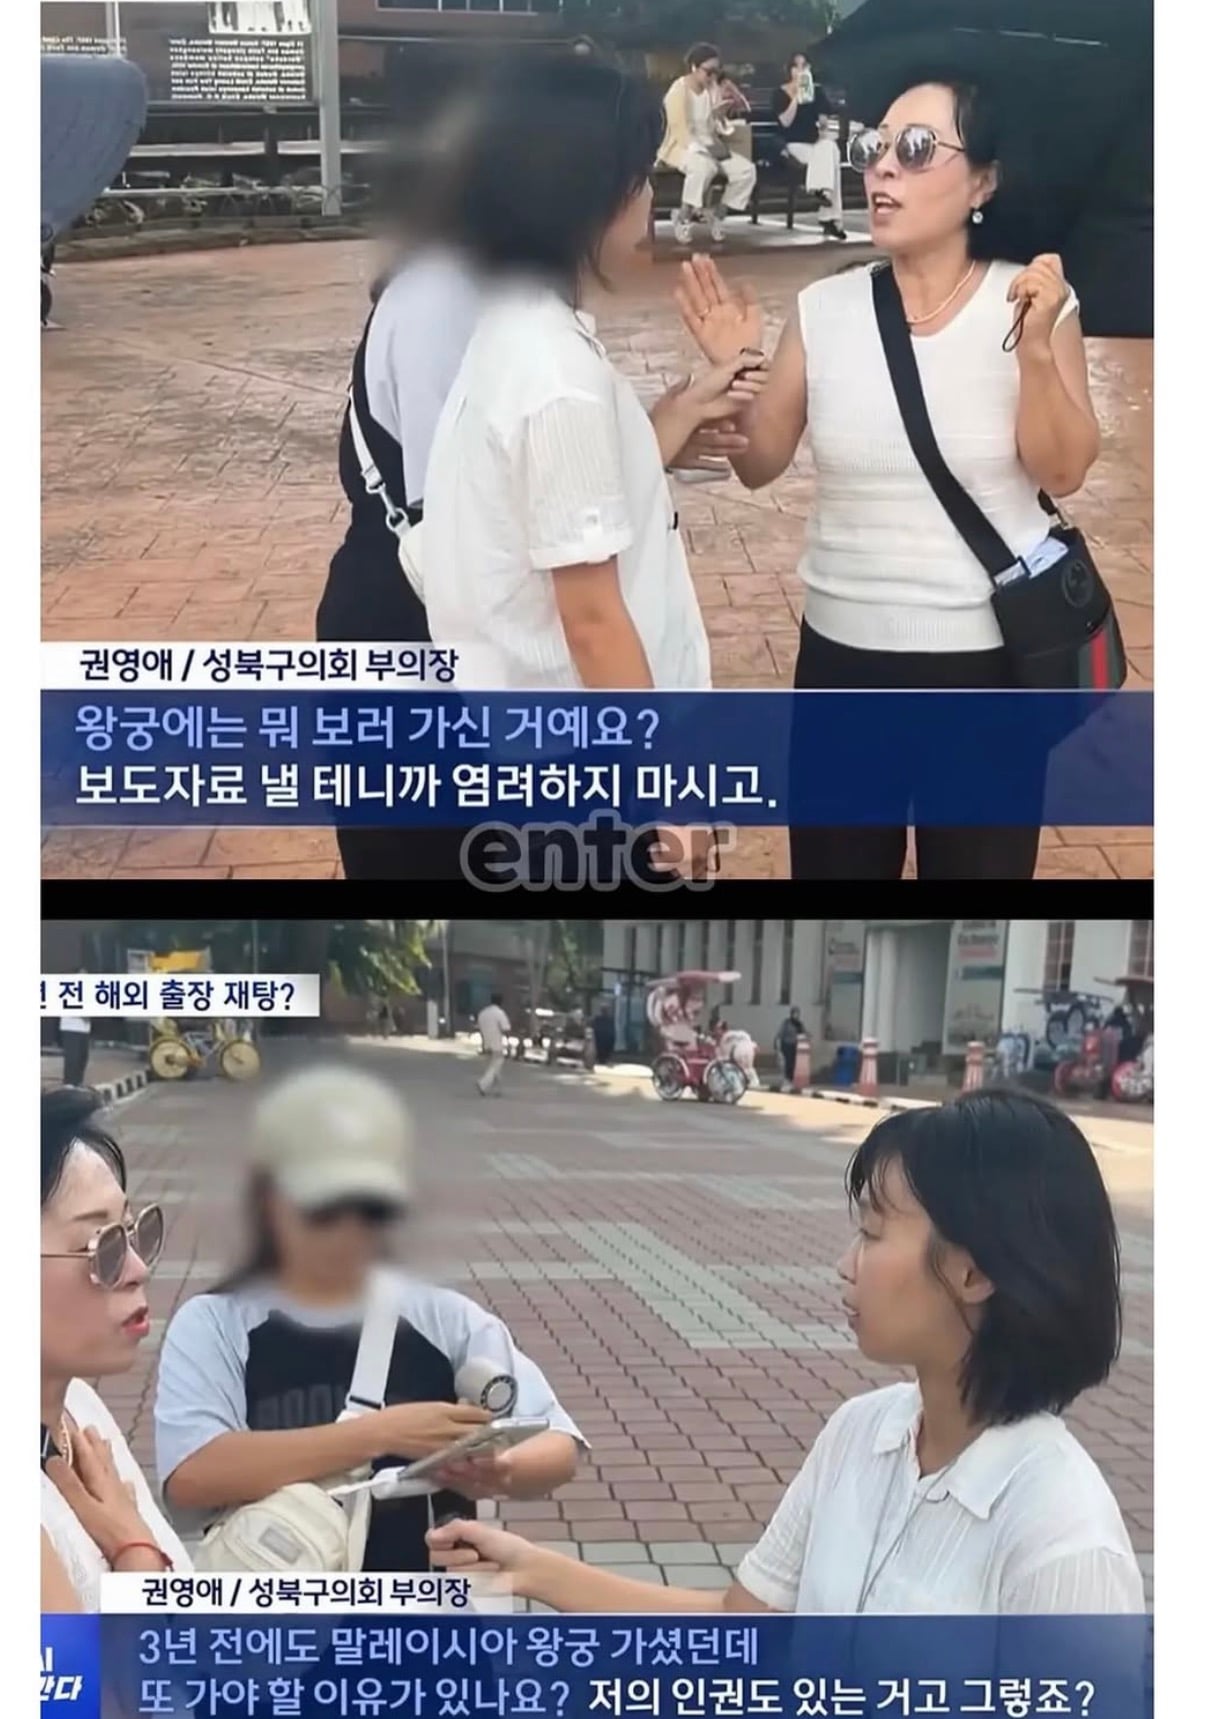 권영애 / 성북구의회 부의장
왕궁에는 뭐 보러 가신 거예요?
보도자료 낼 테니까 염려하지 마시고.
enter
전 해외 출장 재탕?
권영애 / 성북구의회 부의장
3년 전에도 말레이시아 왕궁 가셨던데
또 가야 할 이유가 있나요? 저의 인권도 있는 거고 그렇죠?